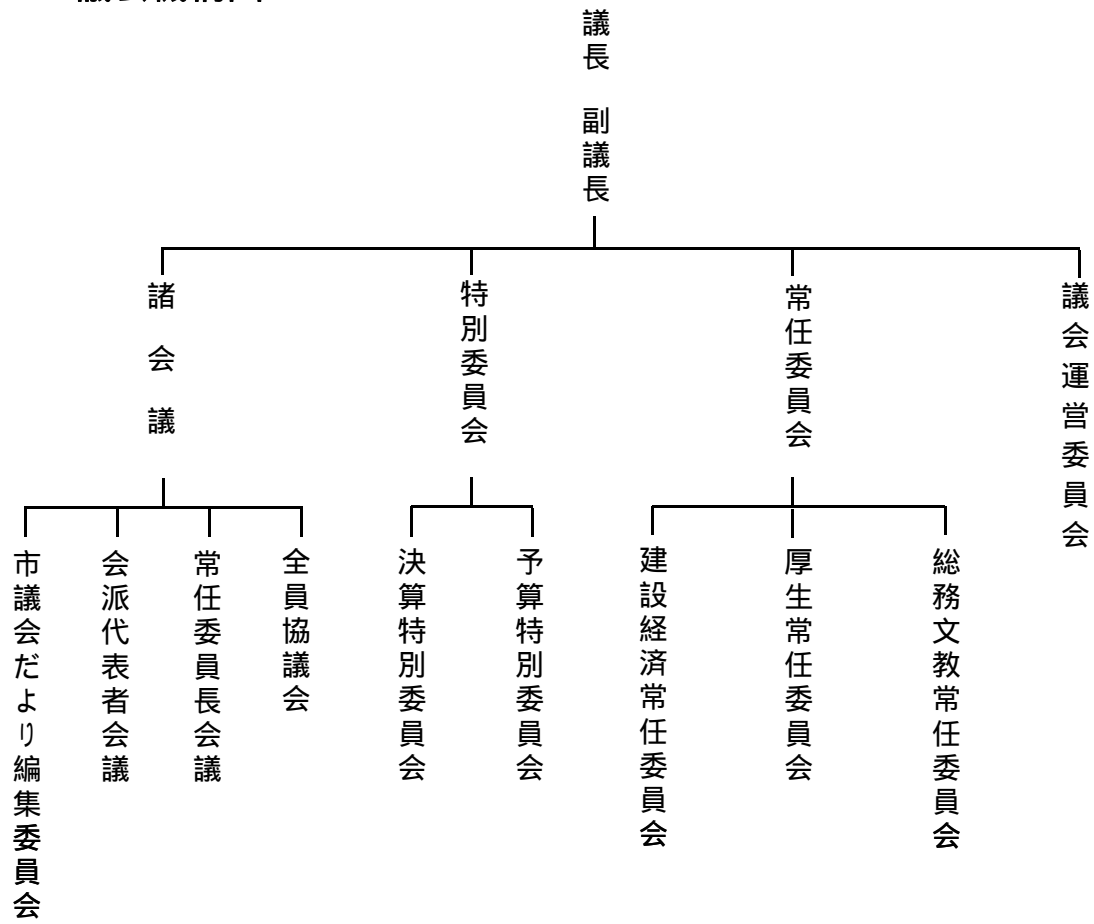 議長 副議長
議会運営委員会
常任委員会
特別委員会
諸会議
総務文教常任委員会
厚生常任委員会
建設経済常任委員会
予算特別委員会
決算特別委員会
全員協議会
常任委員長会議
会派代表者会議
市議会だより編集委員会